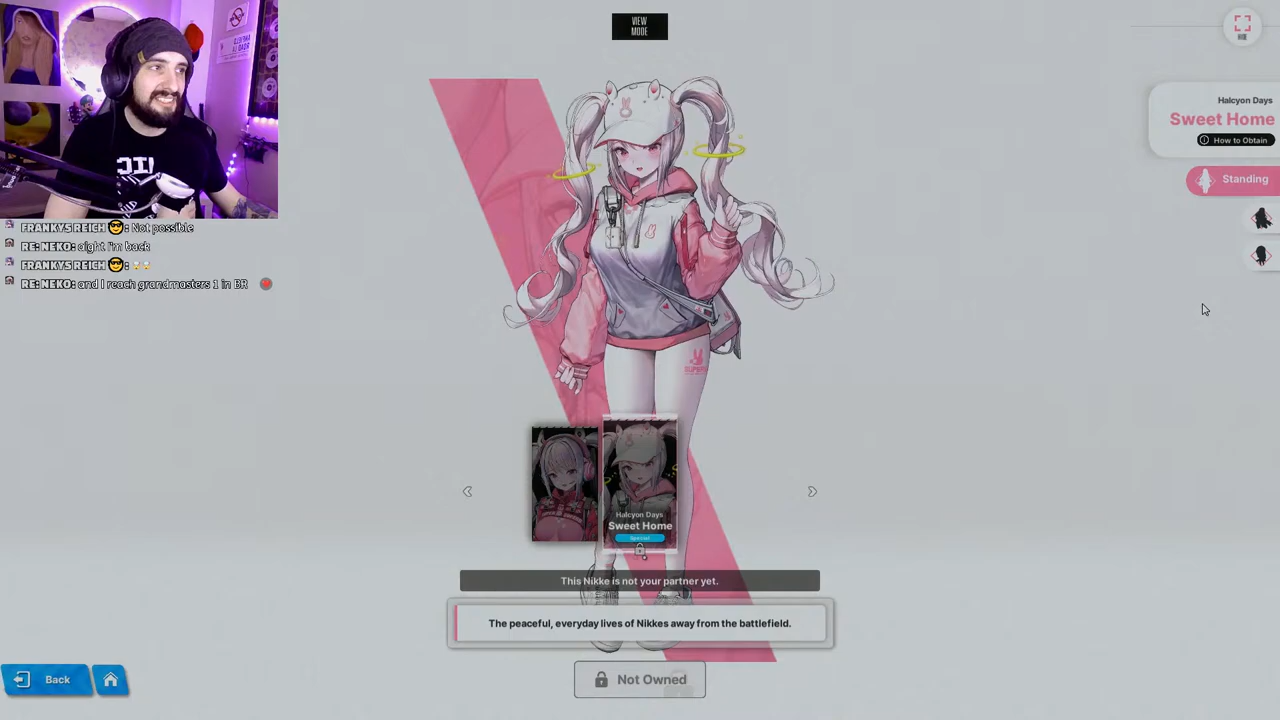 VIEW
MODE
Halcyon Days
Sweet Home
How to Obtain
Standing
FRANKYS REICH 😎: Not possible
RE: NEKO: aight i'm back
FRANKYS REICH 😎:
RE: NEKO: and I reach grandmasters 1 in BR
Halcyon Days
Sweet Home
Special
This Nikke is not your partner yet.
The peaceful, everyday lives of Nikkes away from the battlefield.
Back
Not Owned